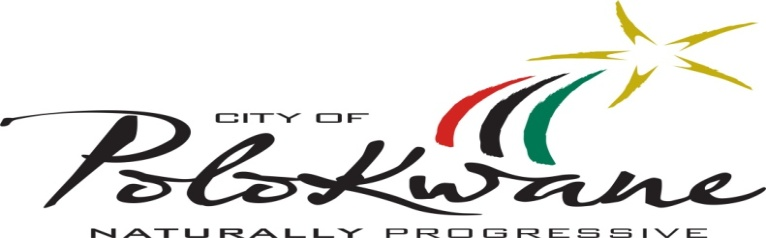 CITY OF
PoloKwane
NATURALLY PROGRESSIVE